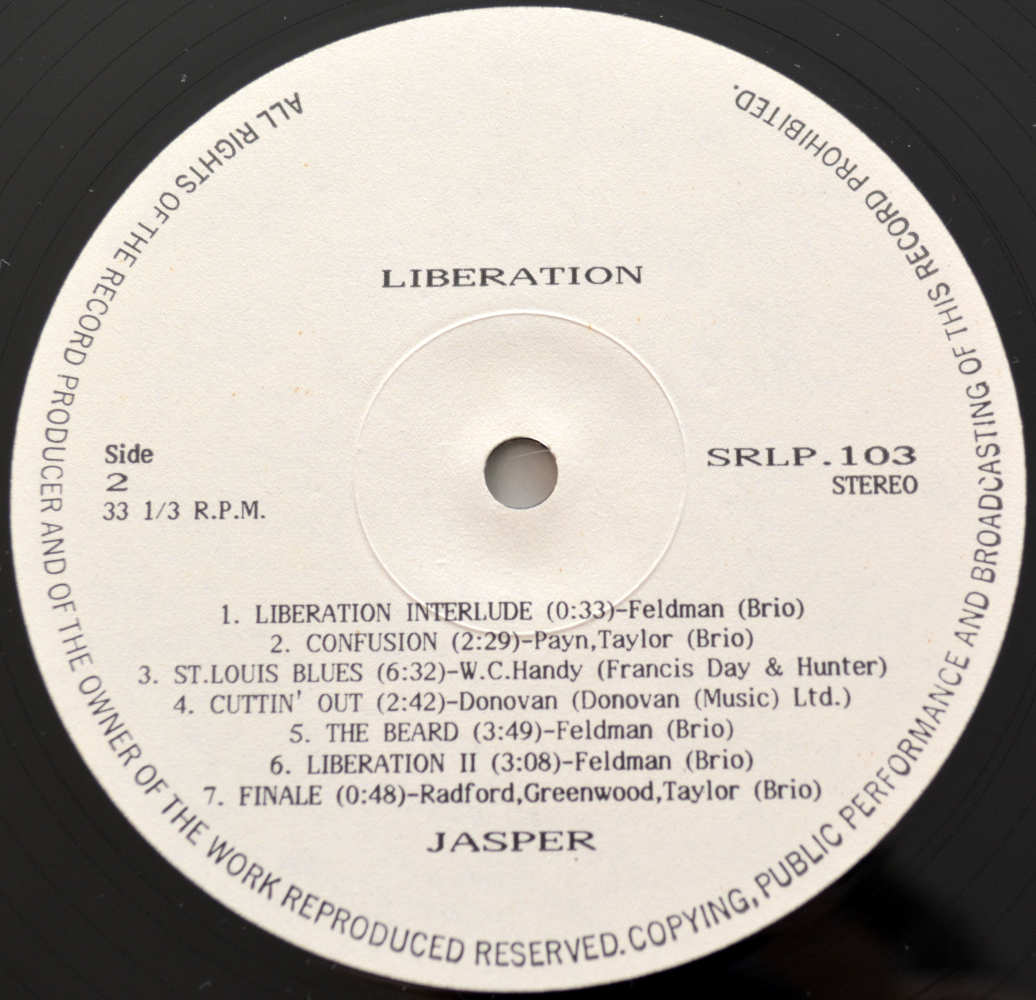 ALL RIGHTS OF THE RECORD PRODUCER AND OF THE OWNER OF THE WORK REPRODUCED RESERVED. COPYING, PUBLIC PERFORMANCE AND BROADCASTING OF THIS RECORD PROHIBITED.
LIBERATION
Side
2
33 1/3 R.P.M.
SRLP.103
STEREO
1. LIBERATION INTERLUDE (0:33)-Feldman (Brio)
2. CONFUSION (2:29)-Payn,Taylor (Brio)
3. ST.LOUIS BLUES (6:32)-W.C.Handy (Francis Day & Hunter)
4. CUTTIN' OUT (2:42)-Donovan (Donovan (Music) Ltd.)
5. THE BEARD (3:49)-Feldman (Brio)
6. LIBERATION II (3:08)-Feldman (Brio)
7. FINALE (0:48)-Radford,Greenwood,Taylor (Brio)
JASPER